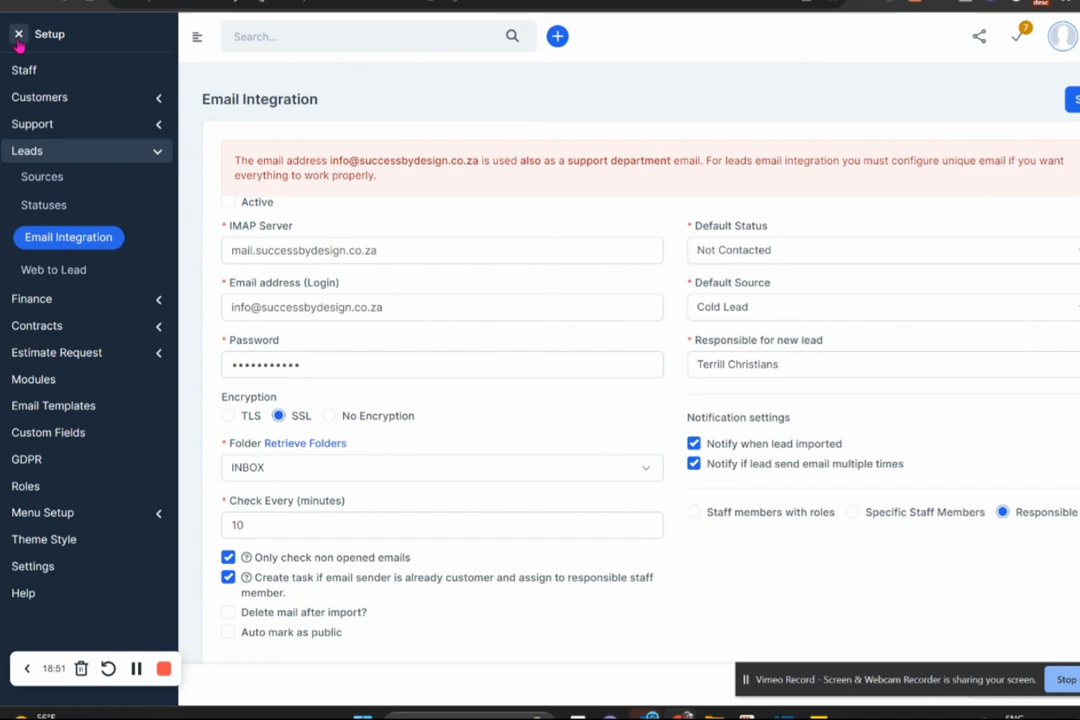 Setup
Search...
7
Staff
Customers
Support
Leads
Sources
Statuses
Email Integration
Web to Lead
Finance
Contracts
Estimate Request
Modules
Email Templates
Custom Fields
GDPR
Roles
Menu Setup
Theme Style
Settings
Help
18:51
Email Integration
The email address info@successbydesign.co.za is used also as a support department email. For leads email integration you must configure unique email if you want
everything to work properly.
Active
* IMAP Server
mail.successbydesign.co.za
* Email address (Login)
info@successbydesign.co.za
* Password
•••••••••••
Encryption
TLS SSL No Encryption
* Folder Retrieve Folders
INBOX
* Check Every (minutes)
10
Only check non opened emails
Create task if email sender is already customer and assign to responsible staff
member.
Delete mail after import?
Auto mark as public
* Default Status
Not Contacted
* Default Source
Cold Lead
* Responsible for new lead
Terrill Christians
Notification settings
Notify when lead imported
Notify if lead send email multiple times
Staff members with roles Specific Staff Members Responsible
Vimeo Record - Screen & Webcam Recorder is sharing your screen. Stop